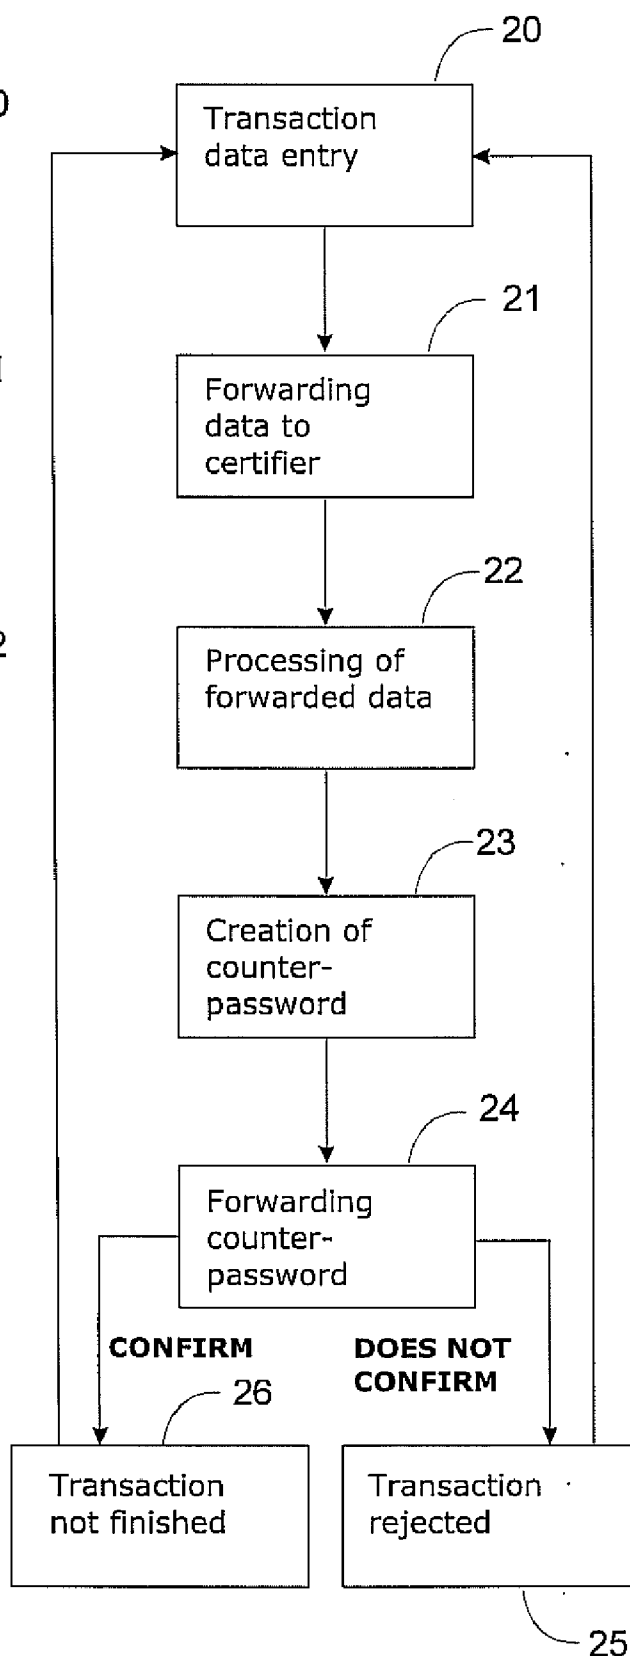 20
Transaction
data entry
21
Forwarding
data to
certifier
22
Processing of
forwarded data
23
Creation of
counter-
password
24
Forwarding
counter-
password
CONFIRM
DOES NOT
CONFIRM
26
Transaction
not finished
Transaction
rejected
25